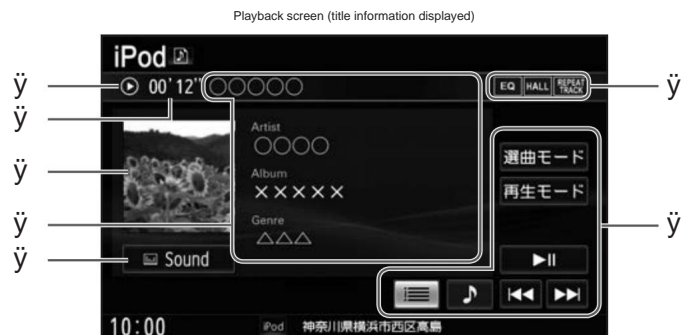 Playback screen (title information displayed)
iPod
ÿ
00'12"
○○○○○
EQ
HALL
REPEAT TRACK
ÿ
ÿ
Artist
○○○○
選曲モード
ÿ
Album
×××××
再生モード
ÿ
Genre
△△△
ÿ
ÿ
Sound
10:00
iPod
神奈川県横浜市西区高島